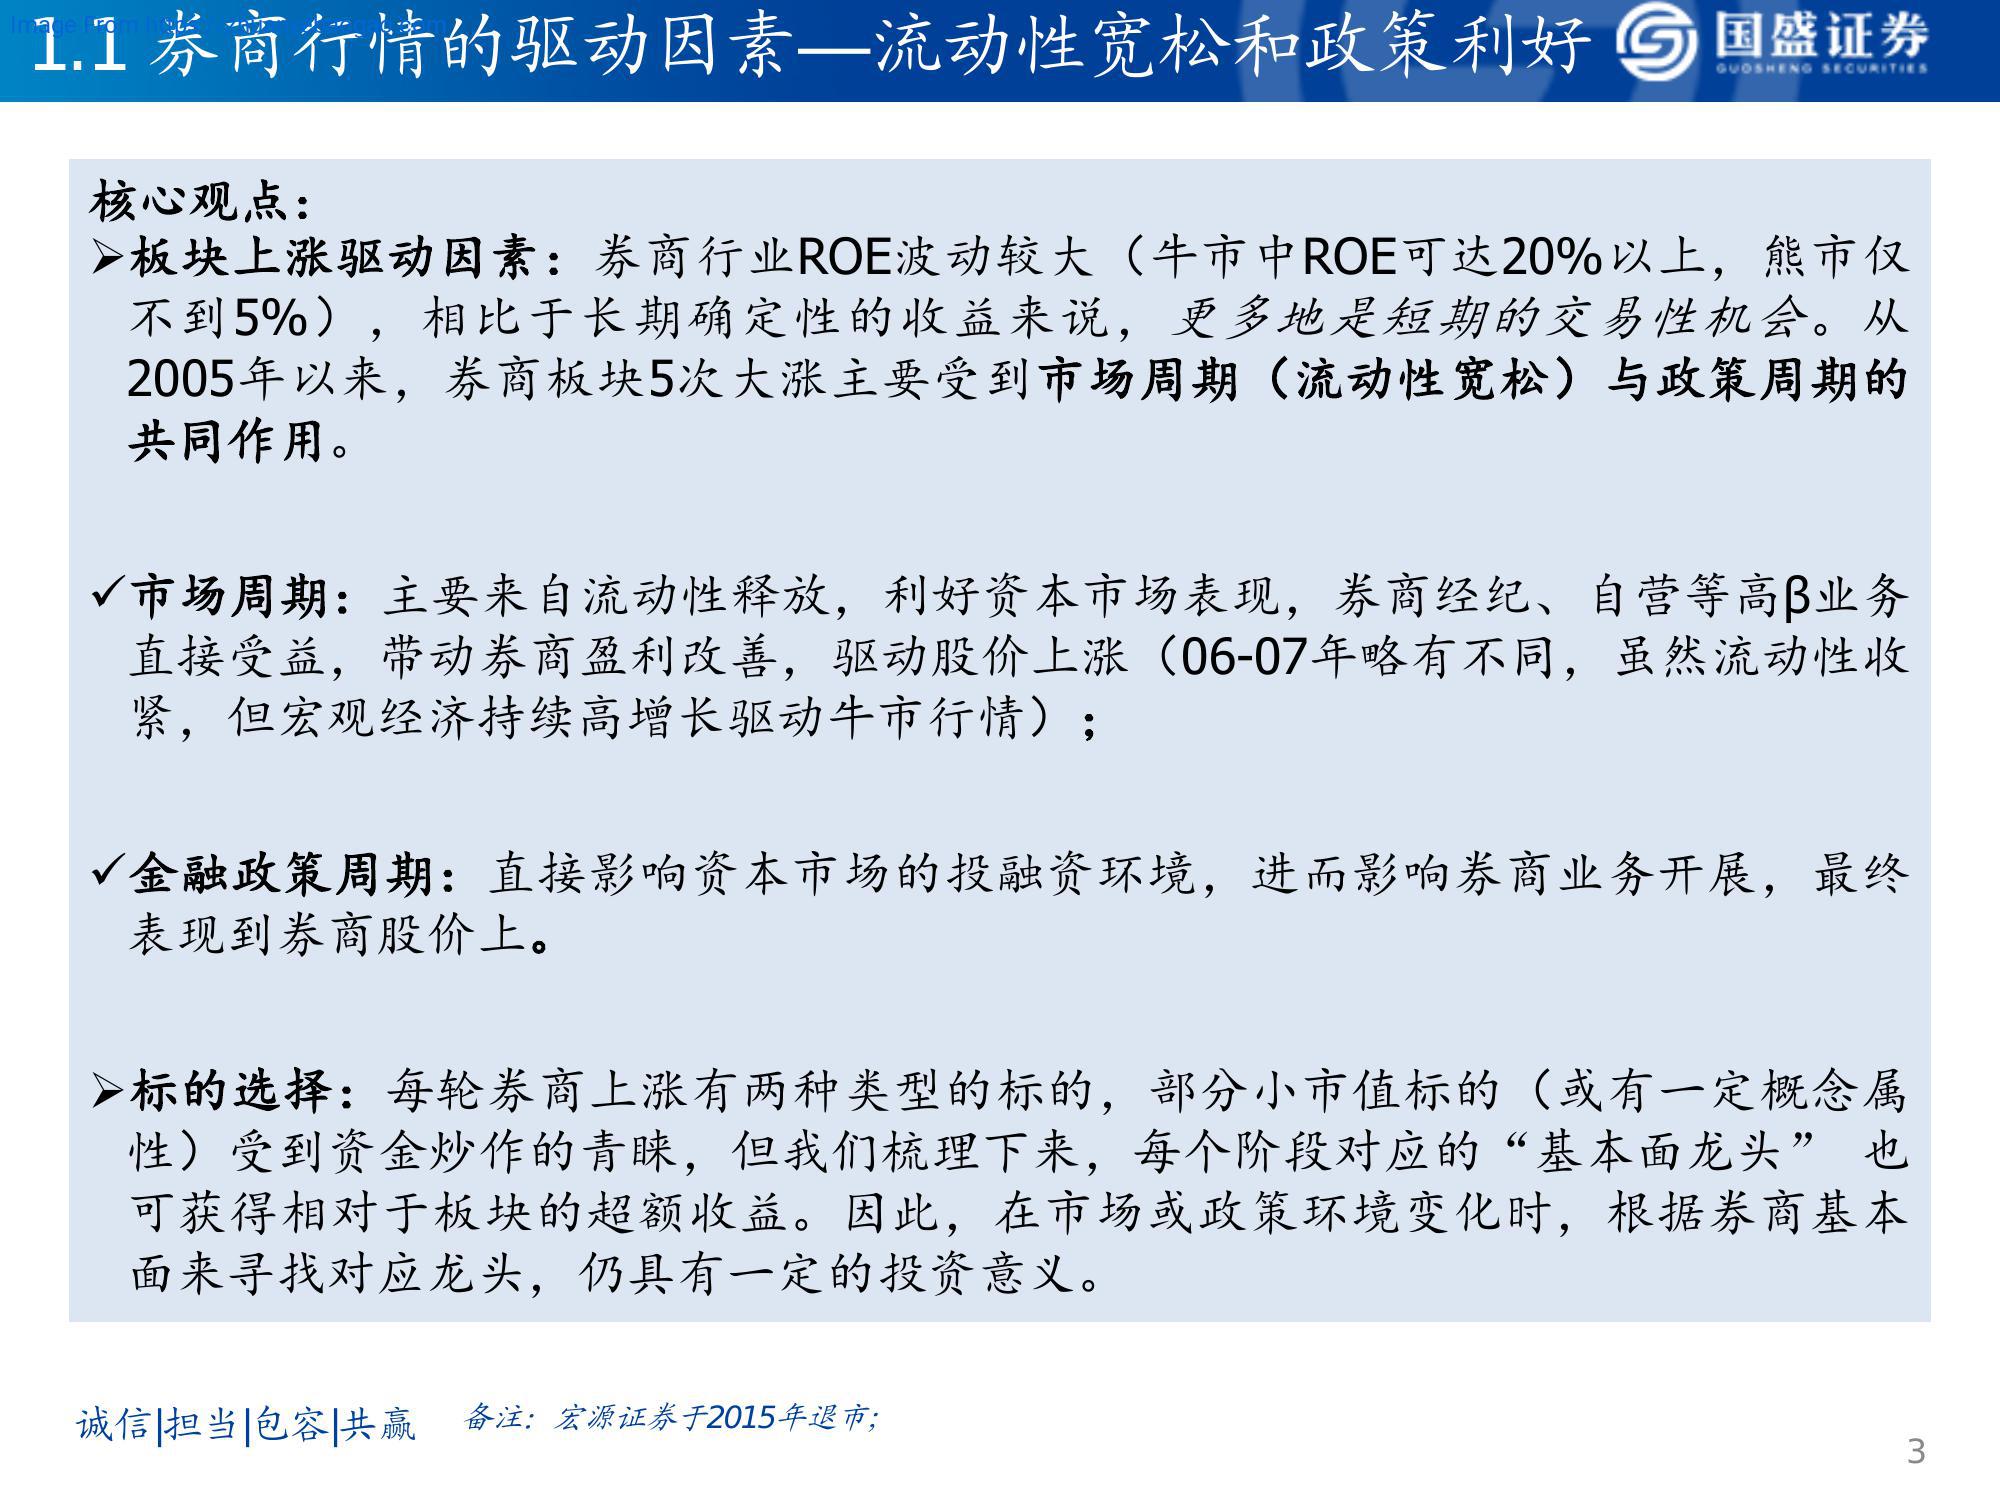 1.1 券商行情的驱动因素—流动性宽松和政策利好
国盛证券
GUOSHENG SECURITIES
核心观点：
➢板块上涨驱动因素：券商行业ROE波动较大（牛市中ROE可达20%以上，熊市仅
不到5%），相比于长期确定性的收益来说，更多地是短期的交易性机会。从
2005年以来，券商板块5次大涨主要受到市场周期（流动性宽松）与政策周期的
共同作用。
✓市场周期：主要来自流动性释放，利好资本市场表现，券商经纪、自营等高β业务
直接受益，带动券商盈利改善，驱动股价上涨（06-07年略有不同，虽然流动性收
紧，但宏观经济持续高增长驱动牛市行情）；
✓金融政策周期：直接影响资本市场的投融资环境，进而影响券商业务开展，最终
表现到券商股价上。
➢标的选择：每轮券商上涨有两种类型的标的，部分小市值标的（或有一定概念属
性）受到资金炒作的青睐，但我们梳理下来，每个阶段对应的“基本面龙头” 也
可获得相对于板块的超额收益。因此，在市场或政策环境变化时，根据券商基本
面来寻找对应龙头，仍具有一定的投资意义。
诚信|担当|包容|共赢
备注：宏源证券于2015年退市;
3